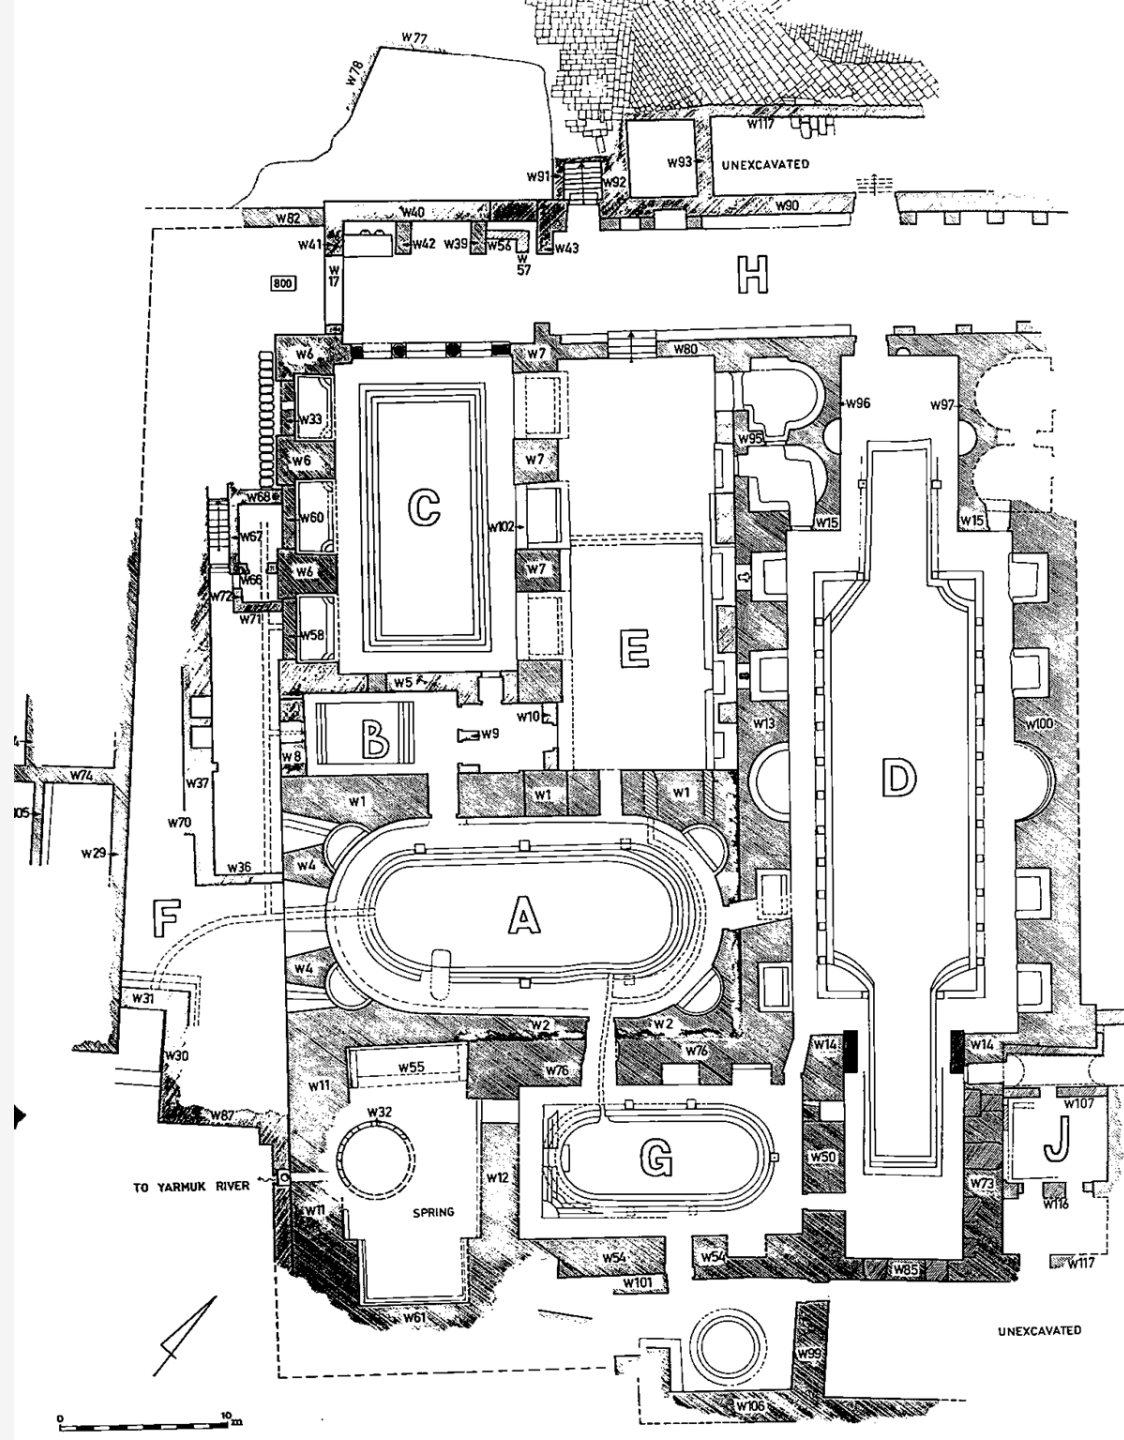 W77
W78
W117
W91
W92
W93
UNEXCAVATED
W82
W40
W90
W41
W42
W39
W56
W43
W
57
W
17
800
H
W6
W7
W80
W33
W96
W97
W95
W6
W7
C
W68
W60
W102
W15
W15
W67
W6
W7
W66
W72
W71
W58
E
W5
W10
W9
B
W8
W13
W100
W74
W37
W1
W1
W1
D
W70
W29
W36
W4
F
A
W4
W31
W2
W2
W30
W11
W55
W76
W76
W14
W14
W87
W32
W107
G
J
W50
TO YARMUK RIVER
W12
W73
W11
SPRING
W116
W54
W54
W85
W117
W101
W61
UNEXCAVATED
W99
W106
0
10
m